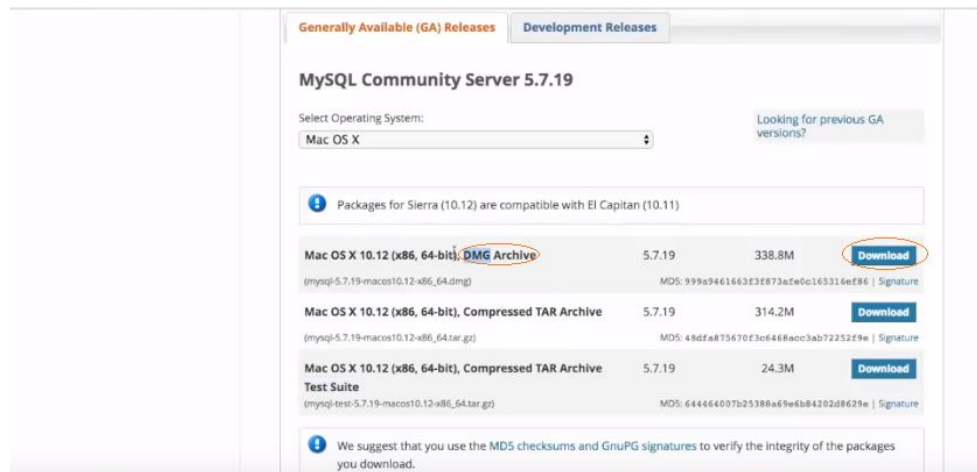 Generally Available (GA) Releases
Development Releases
MySQL Community Server 5.7.19
Select Operating System:
Mac OS X
Looking for previous GA
versions?
Packages for Sierra (10.12) are compatible with El Capitan (10.11)
Mac OS X 10.12 (x86, 64-bit), DMG Archive
5.7.19
338.8M
Download
(mysql-5.7.19-macos10.12-x86_64.dmg)
MD5: 999a9461663f3f873afe0c165316ef86 | Signature
Mac OS X 10.12 (x86, 64-bit), Compressed TAR Archive
5.7.19
314.2M
Download
(mysql-5.7.19-macos10.12-x86_64.tar.gz)
MD5: 48dfa875670f3c6468acc3ab72252f9e | Signature
Mac OS X 10.12 (x86, 64-bit), Compressed TAR Archive
Test Suite
5.7.19
24.3M
Download
(mysql-test-5.7.19-macos10.12-x86_64.tar.gz)
MD5: 644464007b25386a69e6b84202d8629e | Signature
We suggest that you use the MD5 checksums and GnuPG signatures to verify the integrity of the packages
you download.